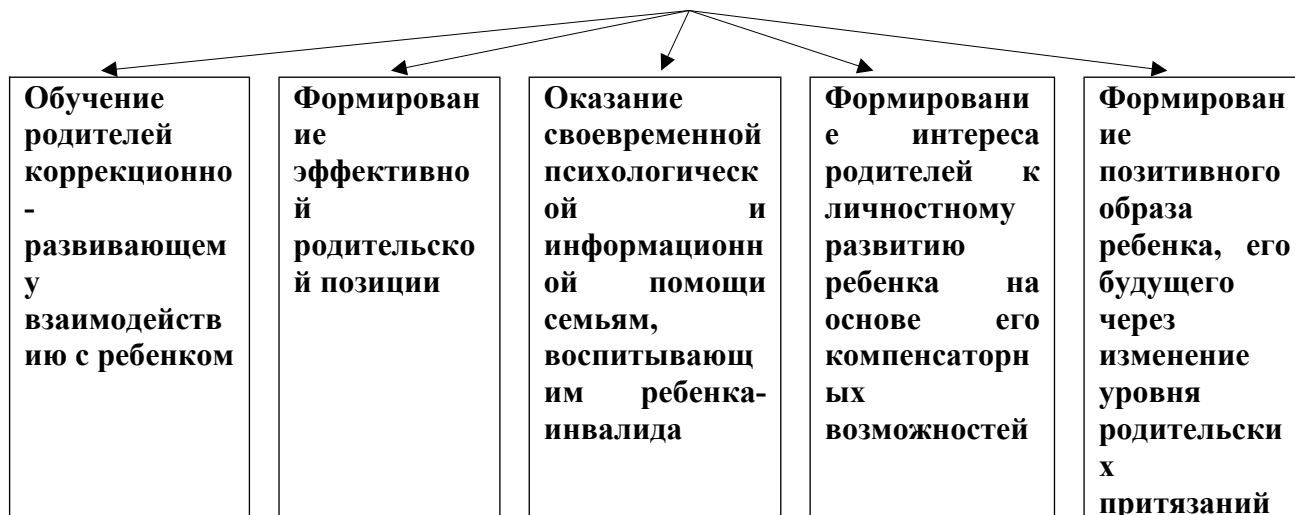 Обучение
родителей
коррекционно
-
развивающем
у
взаимодейств
ию с ребенком
Формирован
ие
эффективно
й
родительско
й позиции
Оказание
своевременной
психологическ
ой и
информационн
ой помощи
семьям,
воспитывающ
им ребенка-
инвалида
Формировани
е интереса
родителей к
личностному
развитию
ребенка на
основе его
компенсаторн
ых
возможностей
Формирован
ие
позитивного
образа
ребенка, его
будущего
через
изменение
уровня
родительски
х
притязаний